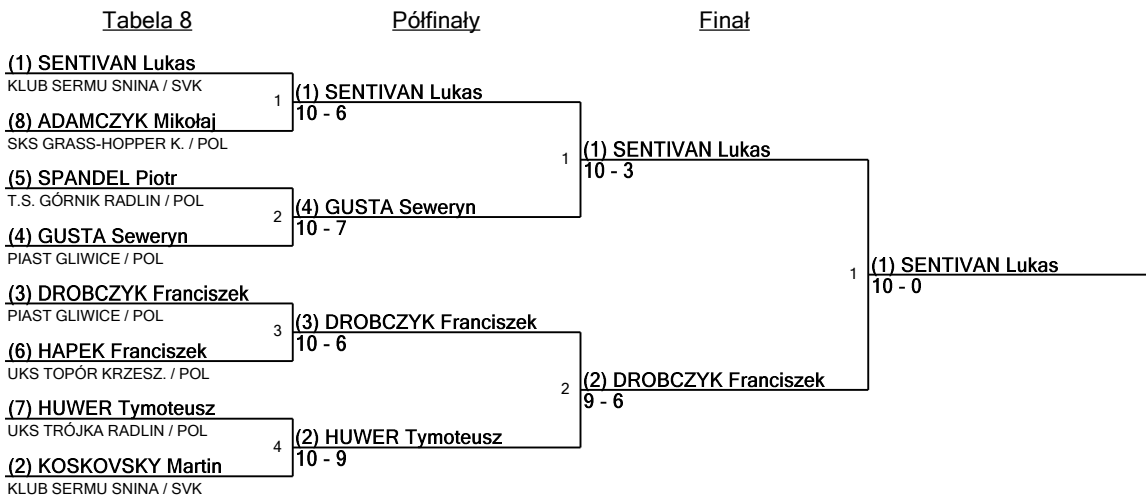 Tabela 8
Półfinały
Finał
(1) SENTIVAN Lukas
KLUB SERMU SNINA / SVK
1
(8) ADAMCZYK Mikołaj
SKS GRASS-HOPPER K. / POL
(5) SPANDEL Piotr
T.S. GÓRNIK RADLIN / POL
2
(4) GUSTA Seweryn
PIAST GLIWICE / POL
(3) DROBCZYK Franciszek
PIAST GLIWICE / POL
3
(6) HAPEK Franciszek
UKS TOPÓR KRZESZ. / POL
(7) HUWER Tymoteusz
UKS TRÓJKA RADLIN / POL
4
(2) KOSKOVSKY Martin
KLUB SERMU SNINA / SVK
(1) SENTIVAN Lukas
10 - 6
1
(4) GUSTA Seweryn
10 - 7
(3) DROBCZYK Franciszek
10 - 6
2
(2) HUWER Tymoteusz
10 - 9
(1) SENTIVAN Lukas
10 - 3
1
(2) DROBCZYK Franciszek
9 - 6
(1) SENTIVAN Lukas
10 - 0